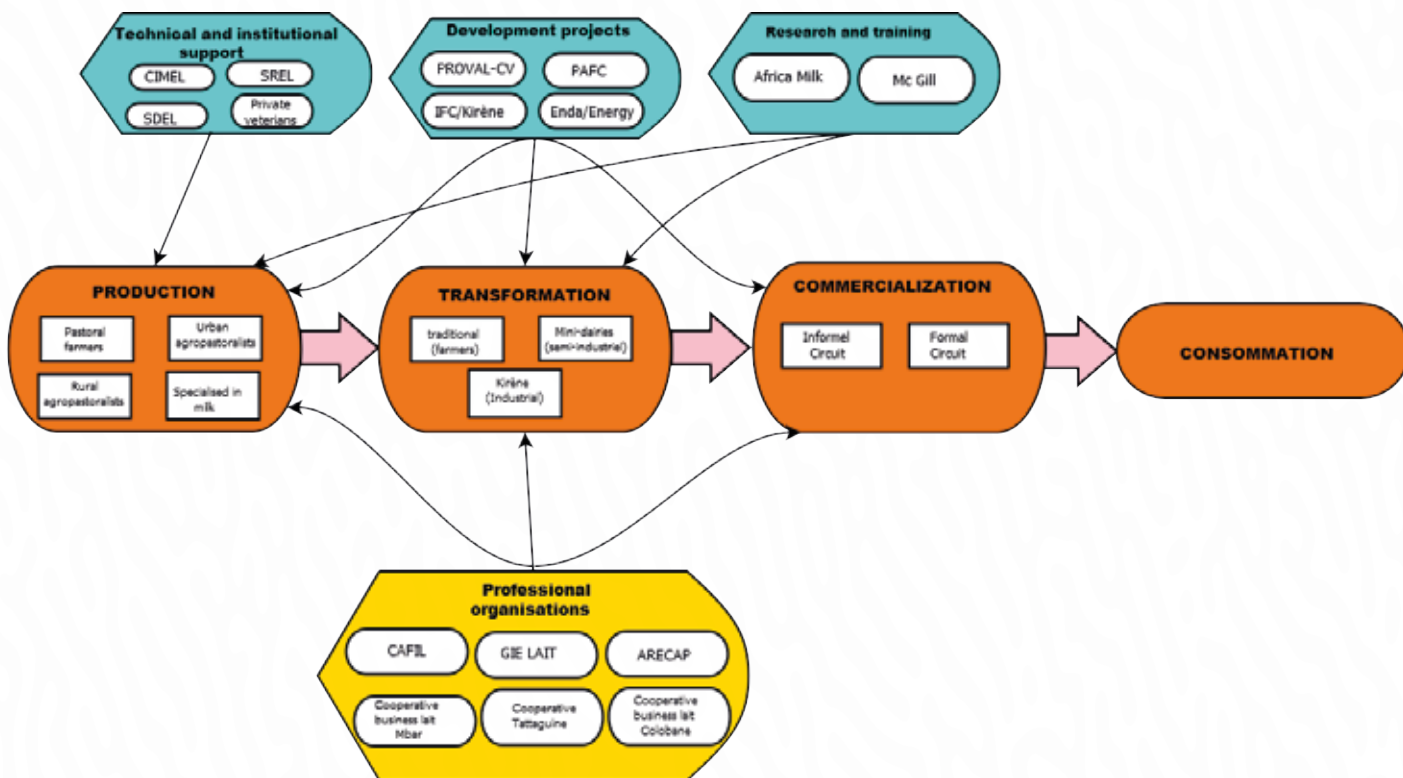 Technical and institutional
support
CIMEL
SREL
SDEL
Private
veterians
Development projects
PROVAL-CV
PAFC
IFC/Kirène
Enda/Energy
Research and training
Africa Milk
Mc Gill
PRODUCTION
Pastoral
farmers
Urban
agropastoralists
Rural
agropastoralists
Specialised in
milk
TRANSFORMATION
traditional
(farmers)
Mini-dairies
(semi-industrial)
Kirène
(Industrial)
COMMERCIALIZATION
Informel
Circuit
Formal
Circuit
CONSOMMATION
Professional
organisations
CAFIL
GIE LAIT
ARECAP
Cooperative
business lait
Mbar
Cooperative
Tattaguine
Cooperative
business lait
Colobane